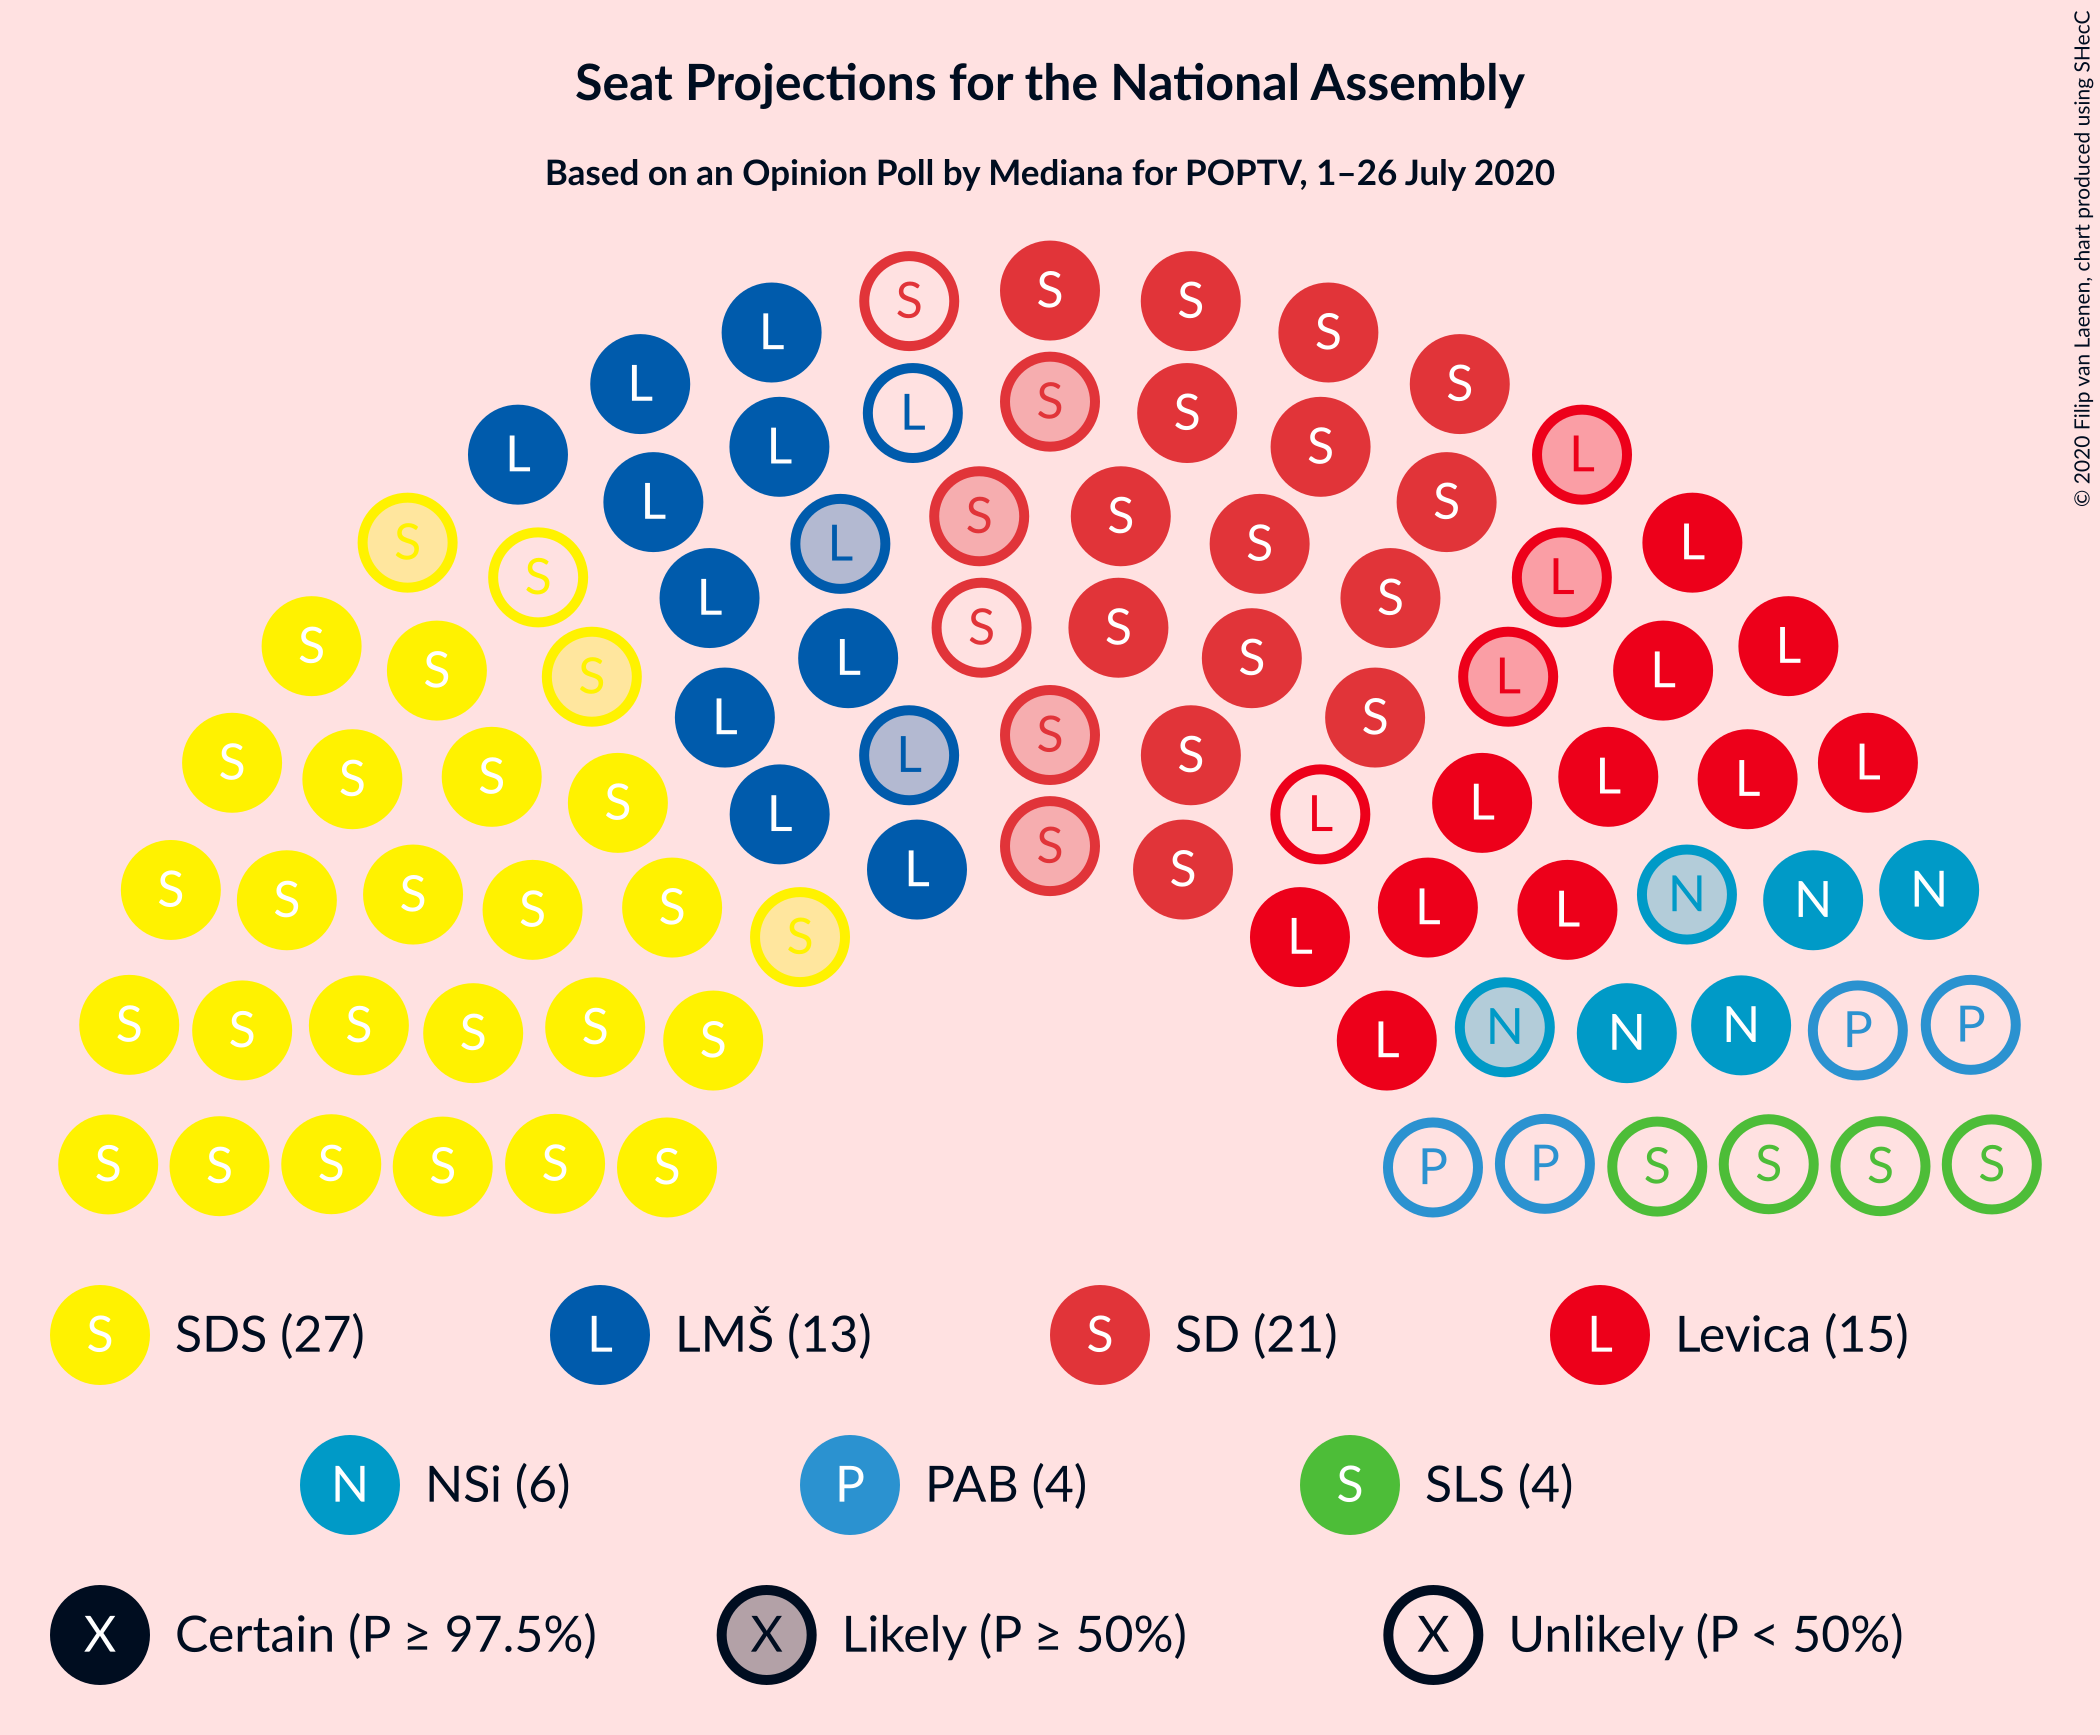 Seat Projections for the National Assembly
Based on an Opinion Poll by Mediana for POPTV, 1–26 July 2020
© 2020 Filip van Laenen, chart produced using SHecC
S S S S S
L S
L S
L L S S L
S L S
L S L
S L S S S L
L S
S L S L
S S L
S L S L
S S S L L L
L S
S S L L
L L
S S S S S L S L L N N N
S L
S S S S S S L N N N P P
S S S S S S P P S S S S
S SDS (27) L LMŠ (13) S SD (21) L Levica (15)
N NSi (6) P PAB (4) S SLS (4)
X Certain (P ≥ 97.5%) X Likely (P ≥ 50%) X Unlikely (P < 50%)